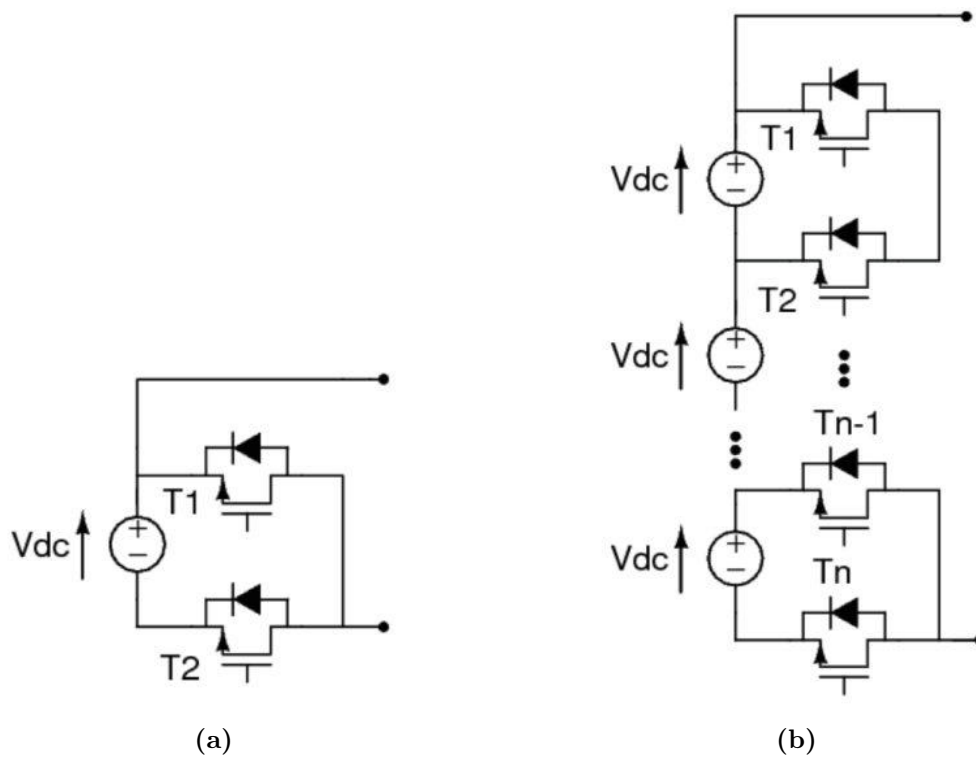 T1
Vdc
+
−
T2
(a)
T1
Vdc
+
−
T2
Vdc
+
−
Tn-1
Vdc
+
−
Tn
(b)